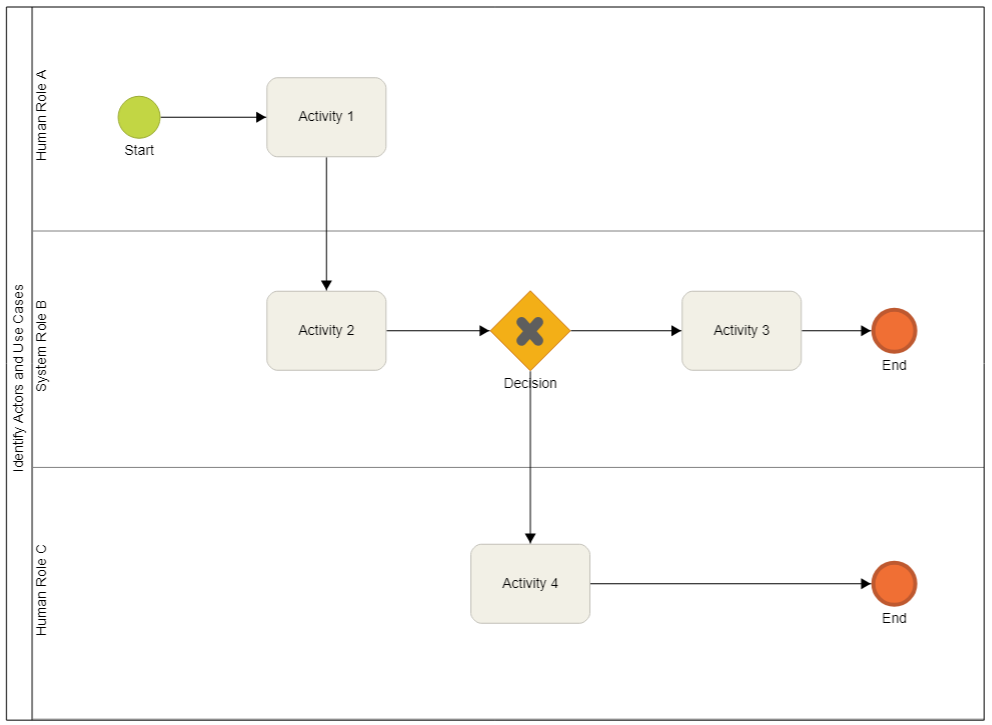 Identify Actors and Use Cases
Human Role A
Start
Activity 1
System Role B
Activity 2
Decision
Activity 3
End
Human Role C
Activity 4
End